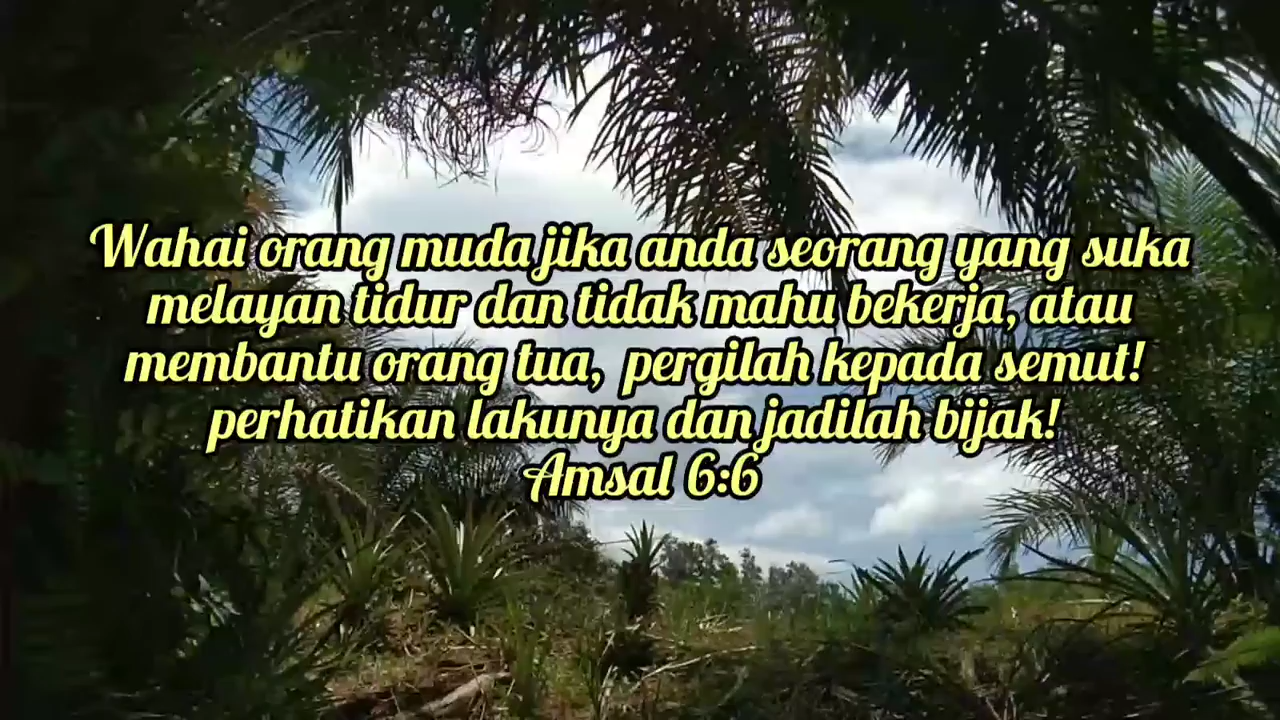 Wahai orang muda jika anda seorang yang suka
melayan tidur dan tidak mahu bekerja, atau
membantu orang tua, pergilah kepada semut!
perhatikan lakunya dan jadilah bijak!
Amsal 6:6